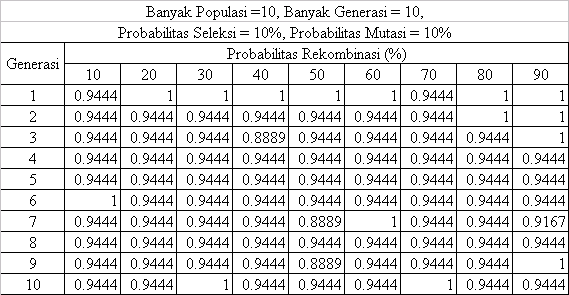 Banyak Populasi =10, Banyak Generasi = 10,
Probabilitas Seleksi = 10%, Probabilitas Mutasi = 10%
Generasi Probabilitas Rekombinasi (%)
10 20 30 40 50 60 70 80 90
1 0.9444 1 1 1 1 1 0.9444 1 1
2 0.9444 0.9444 0.9444 0.9444 0.9444 0.9444 0.9444 1 1
3 0.9444 0.9444 0.9444 0.8889 0.9444 0.9444 0.9444 0.9444 1
4 0.9444 0.9444 0.9444 0.9444 0.9444 0.9444 0.9444 0.9444 0.9444
5 0.9444 0.9444 0.9444 0.9444 0.9444 0.9444 0.9444 0.9444 0.9444
6 1 0.9444 0.9444 0.9444 0.9444 0.9444 0.9444 0.9444 0.9444
7 0.9444 0.9444 0.9444 0.9444 0.8889 1 0.9444 0.9444 0.9167
8 0.9444 0.9444 0.9444 0.9444 0.9444 0.9444 0.9444 0.9444 0.9444
9 0.9444 0.9444 0.9444 0.9444 0.8889 0.9444 0.9444 0.9444 1
10 0.9444 0.9444 1 0.9444 0.9444 0.9444 1 0.9444 0.9444